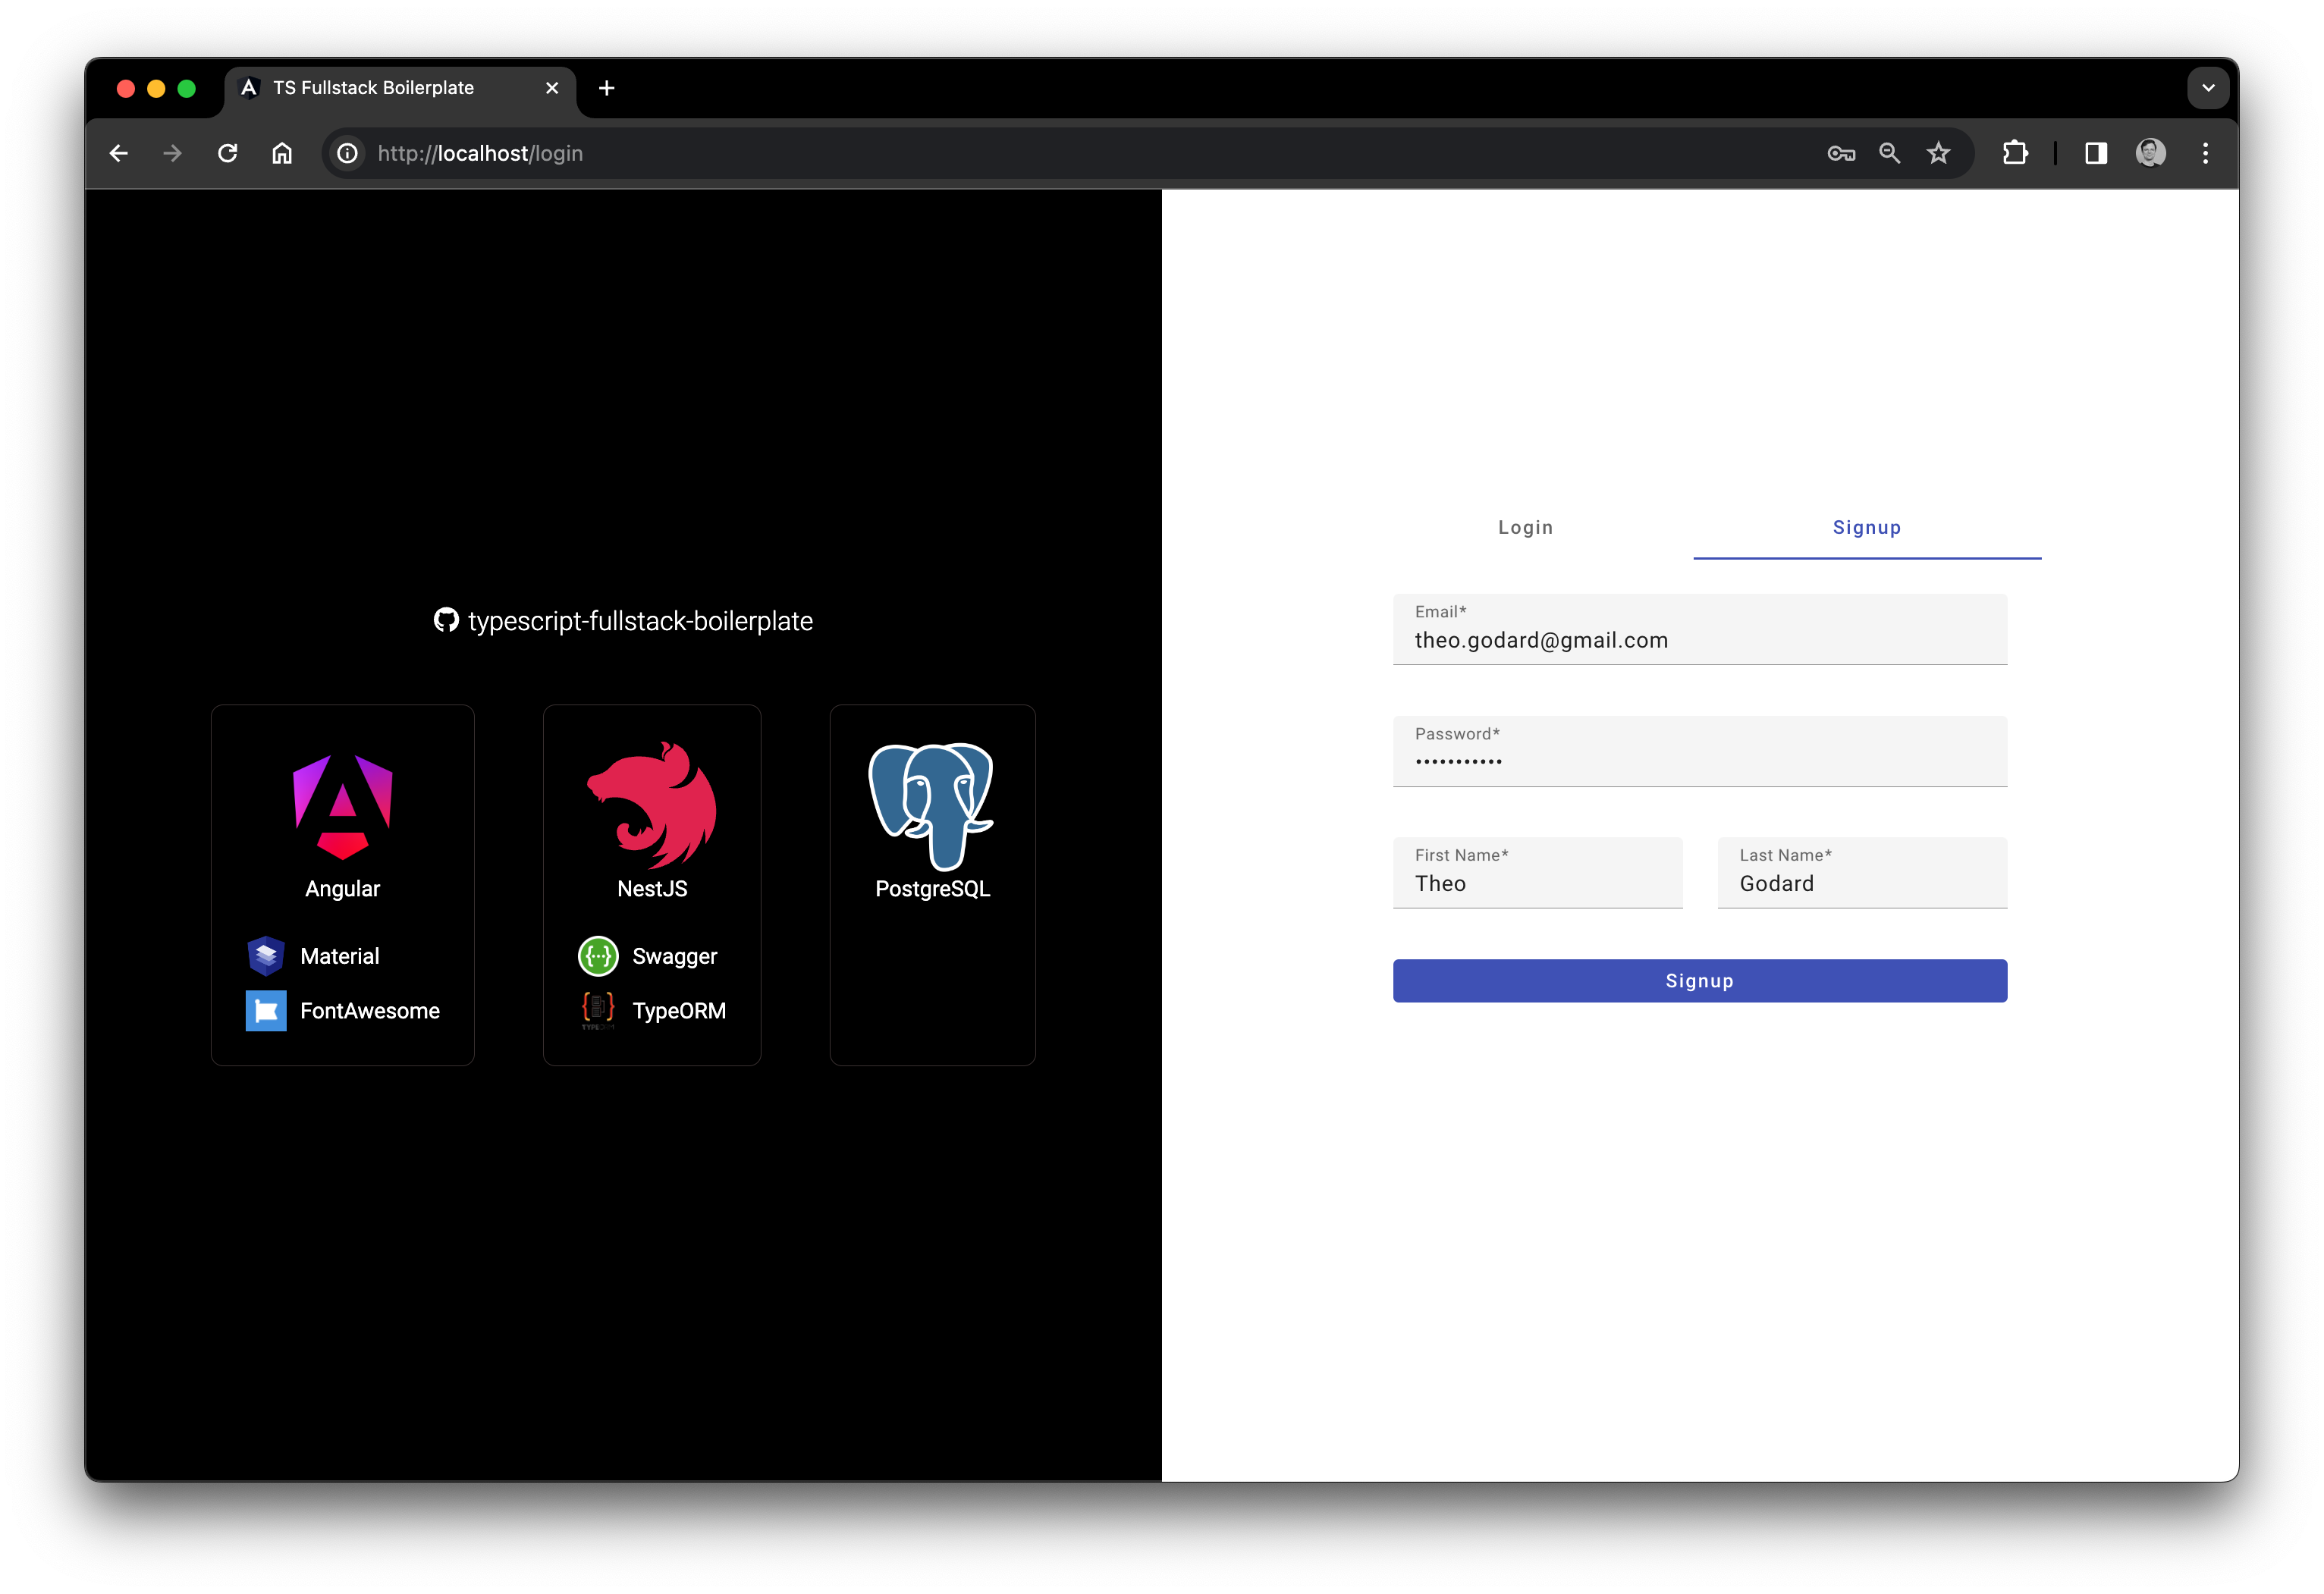 TS Fullstack Boilerplate
http://localhost/login
typescript-fullstack-boilerplate
Angular
Material
FontAwesome
NestJS
Swagger
TypeORM
TYPEORM
PostgreSQL
Login
Signup
Email*
theo.godard@gmail.com
Password*
•••••••••••
First Name*
Theo
Last Name*
Godard
Signup